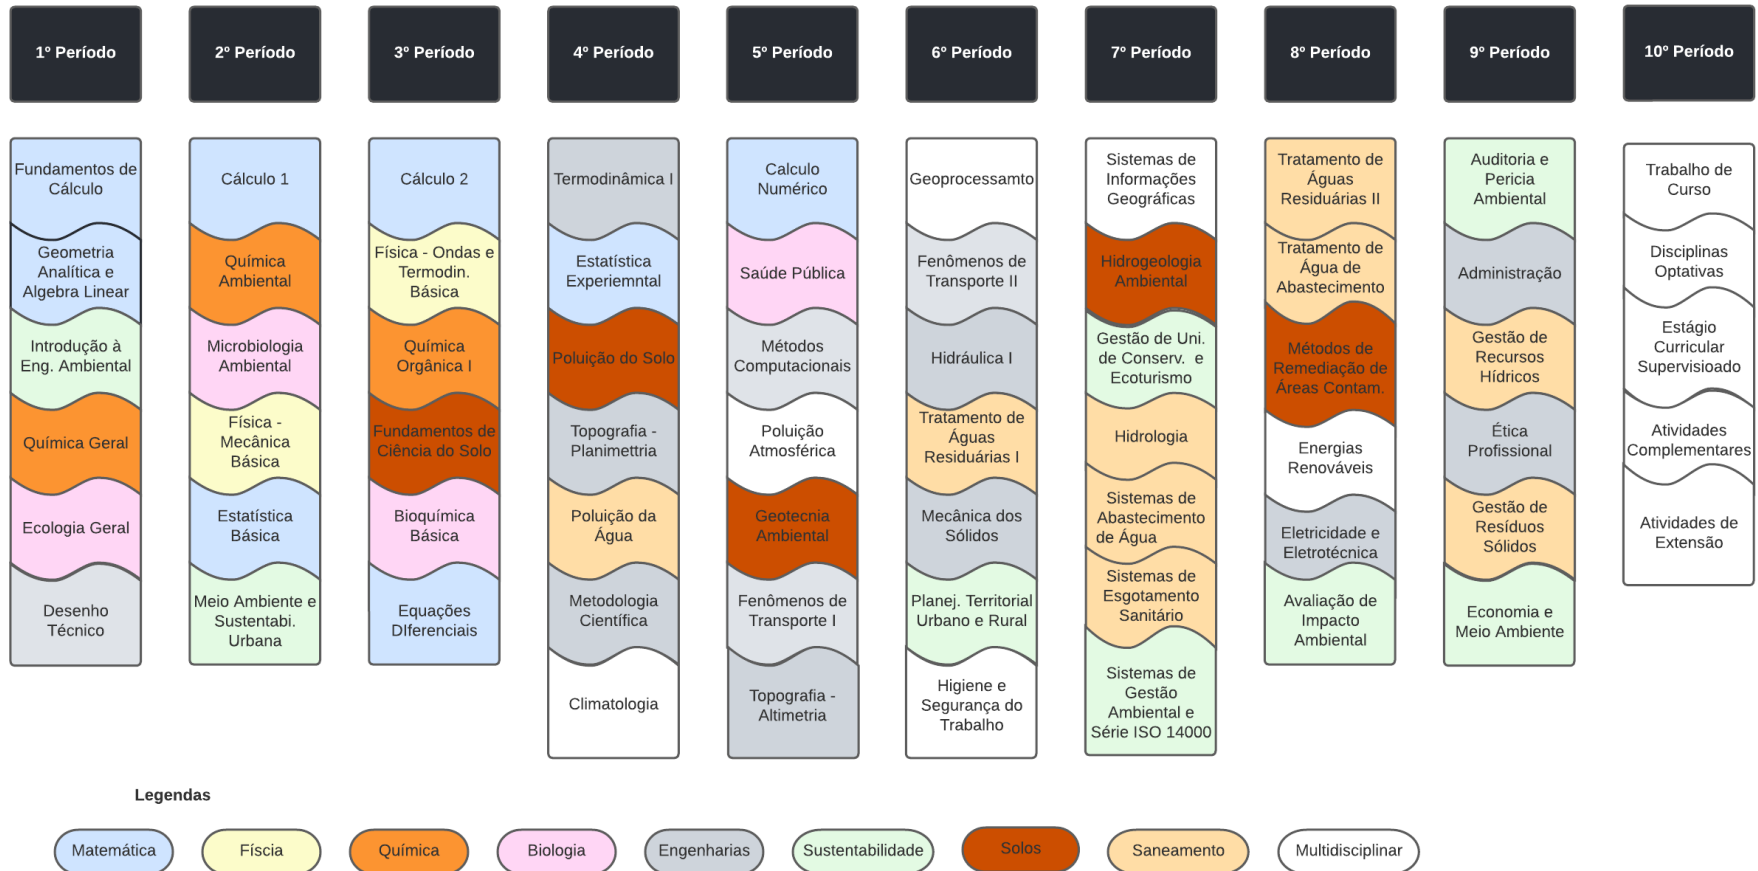 1º Período
2º Período
3º Período
4º Período
5º Período
6º Período
7º Período
8º Período
9º Período
10º Período
Fundamentos de
Cálculo
Geometria
Analítica e
Algebra Linear
Introdução à
Eng. Ambiental
Química Geral
Ecologia Geral
Desenho
Técnico
Cálculo 1
Química
Ambiental
Microbiologia
Ambiental
Física -
Mecânica
Básica
Estatística
Básica
Meio Ambiente e
Sustentabi.
Urbana
Cálculo 2
Física - Ondas e
Termodin.
Básica
Química
Orgânica I
Fundamentos de
Ciência do Solo
Bioquímica
Básica
Equações
DIferenciais
Termodinâmica I
Estatística
Experiemntal
Poluição do Solo
Topografia -
Planimettria
Poluição da
Água
Metodologia
Científica
Climatologia
Calculo
Numérico
Saúde Pública
Métodos
Computacionais
Poluição
Atmosférica
Geotecnia
Ambiental
Fenômenos de
Transporte I
Topografia -
Altimetria
Geoprocessamto
Fenômenos de
Transporte II
Hidráulica I
Tratamento de
Águas
Residuárias I
Mecânica dos
Sólidos
Planej. Territorial
Urbano e Rural
Higiene e
Segurança do
Trabalho
Sistemas de
Informações
Geográficas
Hidrogeologia
Ambiental
Gestão de Uni.
de Conserv. e
Ecoturismo
Hidrologia
Sistemas de
Abastecimento
de Água
Sistemas de
Esgotamento
Sanitário
Sistemas de
Gestão
Ambiental e
Série ISO 14000
Tratamento de
Águas
Residuárias II
Tratamento de
Água de
Abastecimento
Métodos de
Remediação de
Áreas Contam.
Energias
Renováveis
Eletricidade e
Eletrotécnica
Avaliação de
Impacto
Ambiental
Auditoria e
Pericia
Ambiental
Administração
Gestão de
Recursos
Hídricos
Ética
Profissional
Gestão de
Resíduos
Sólidos
Economia e
Meio Ambiente
Trabalho de
Curso
Disciplinas
Optativas
Estágio
Curricular
Supervisioado
Atividades
Complementares
Atividades de
Extensão
Legendas
Matemática
Físcia
Química
Biologia
Engenharias
Sustentabilidade
Solos
Saneamento
Multidisciplinar